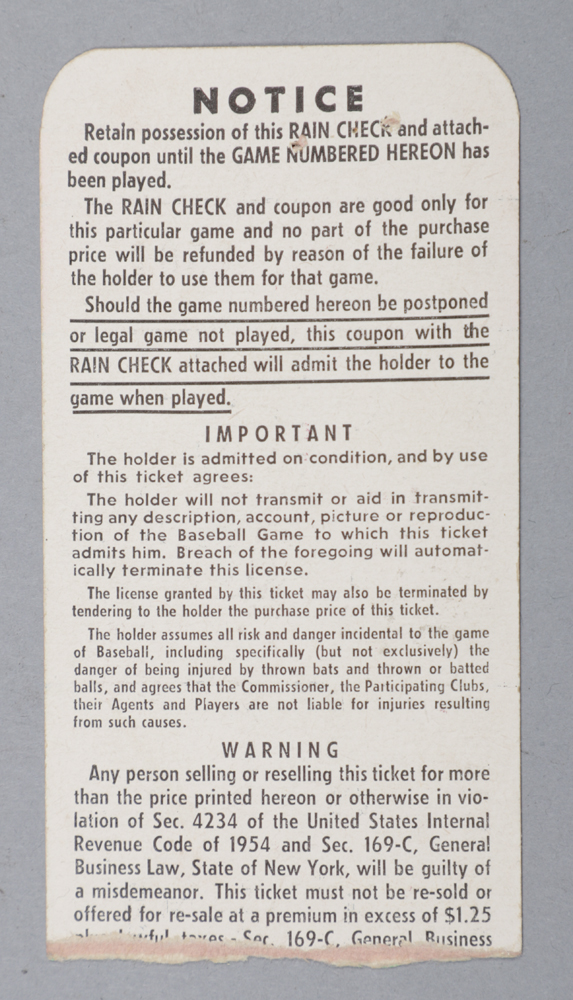 NOTICE
Retain possession of this RAIN CHECK and attach-
ed coupon until the GAME NUMBERED HEREON has
been played.
The RAIN CHECK and coupon are good only for
this particular game and no part of the purchase
price will be refunded by reason of the failure of
the holder to use them for that game.
Should the game numbered hereon be postponed
or legal game not played, this coupon with the
RAIN CHECK attached will admit the holder to the
game when played.
IMPORTANT
The holder is admitted on condition, and by use
of this ticket agrees:
The holder will not transmit or aid in transmit-
ting any description, account, picture or reproduc-
tion of the Baseball Game to which this ticket
admits him. Breach of the foregoing will automat-
ically terminate this license.
The license granted by this ticket may also be terminated by
tendering to the holder the purchase price of this ticket.
The holder assumes all risk and danger incidental to the game
of Baseball, including specifically (but not exclusively) the
danger of being injured by thrown bats and thrown or batted
balls, and agrees that the Commissioner, the Participating Clubs,
their Agents and Players are not liable for injuries resulting
from such causes.
WARNING
Any person selling or reselling this ticket for more
than the price printed hereon or otherwise in vio-
lation of Sec. 4234 of the United States Internal
Revenue Code of 1954 and Sec. 169-C, General
Business Law, State of New York, will be guilty of
a misdemeanor. This ticket must not be re-sold or
offered for re-sale at a premium in excess of $1.25
taxes - Sec. 169-C, General Business